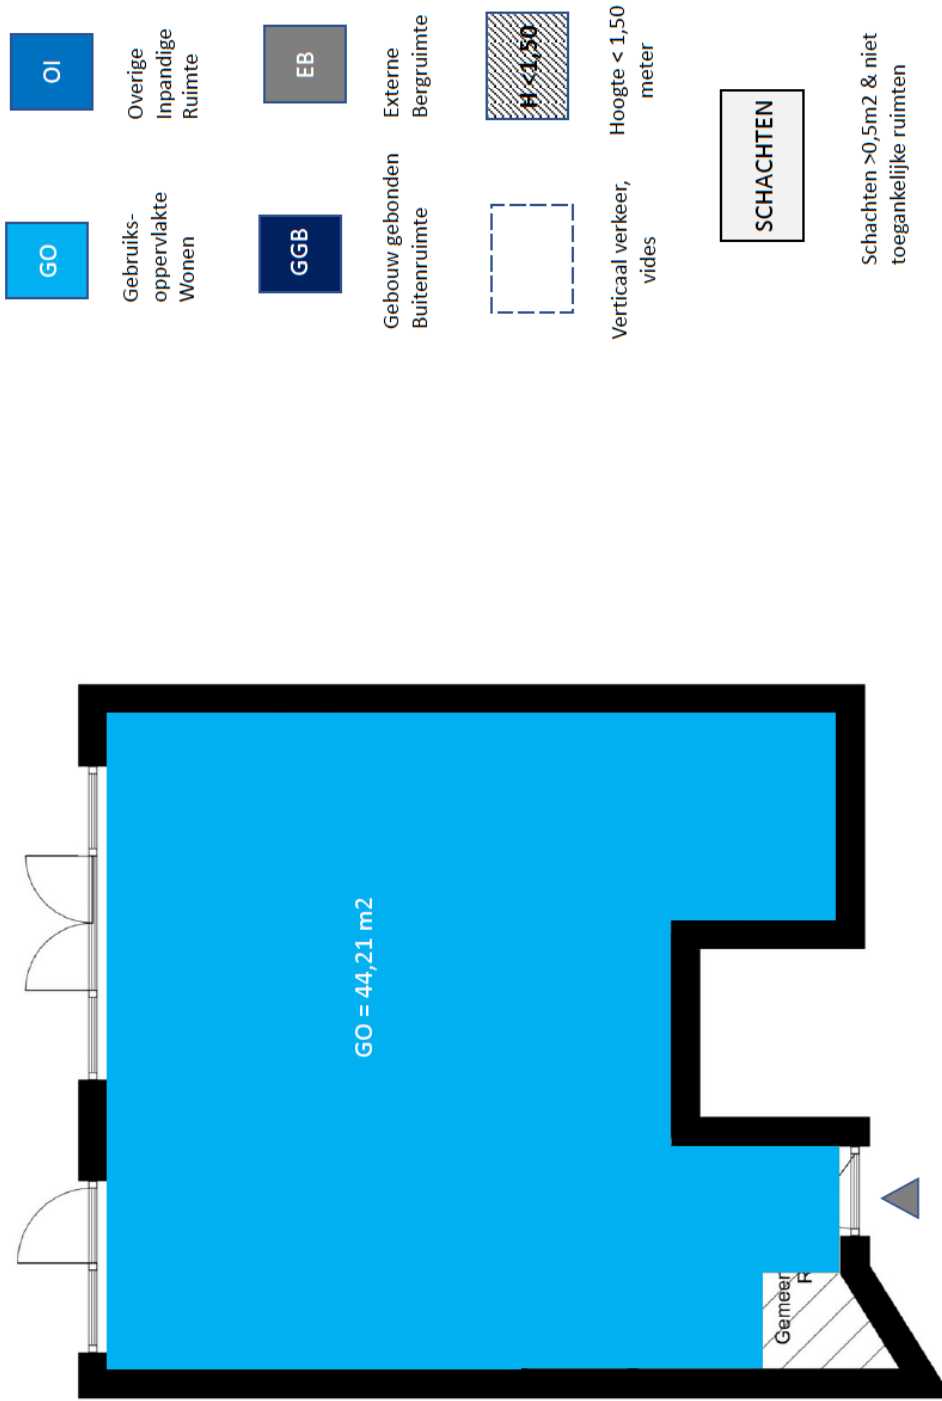 GO
Gebruiks-
oppervlakte
Wonen
OI
Overige
Inpandige
Ruimte
GGB
Gebouw gebonden
Buitenruimte
EB
Externe
Bergruimte
Verticaal verkeer,
vides
H <1,50
Hoogte < 1,50
meter
SCHACHTEN
Schachten >0,5m2 & niet
toegankelijke ruimten
GO = 44,21 m2
Gemeer
R